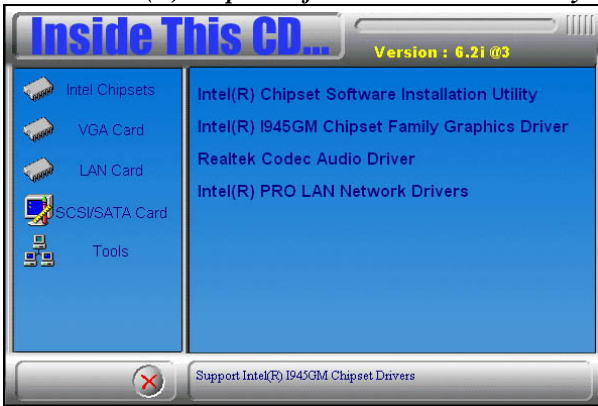 Inside This CD...
Version : 6.2i @3
Intel Chipsets
VGA Card
LAN Card
SCSI/SATA Card
Tools
Intel(R) Chipset Software Installation Utility
Intel(R) I945GM Chipset Family Graphics Driver
Realtek Codec Audio Driver
Intel(R) PRO LAN Network Drivers
Support Intel(R) I945GM Chipset Drivers